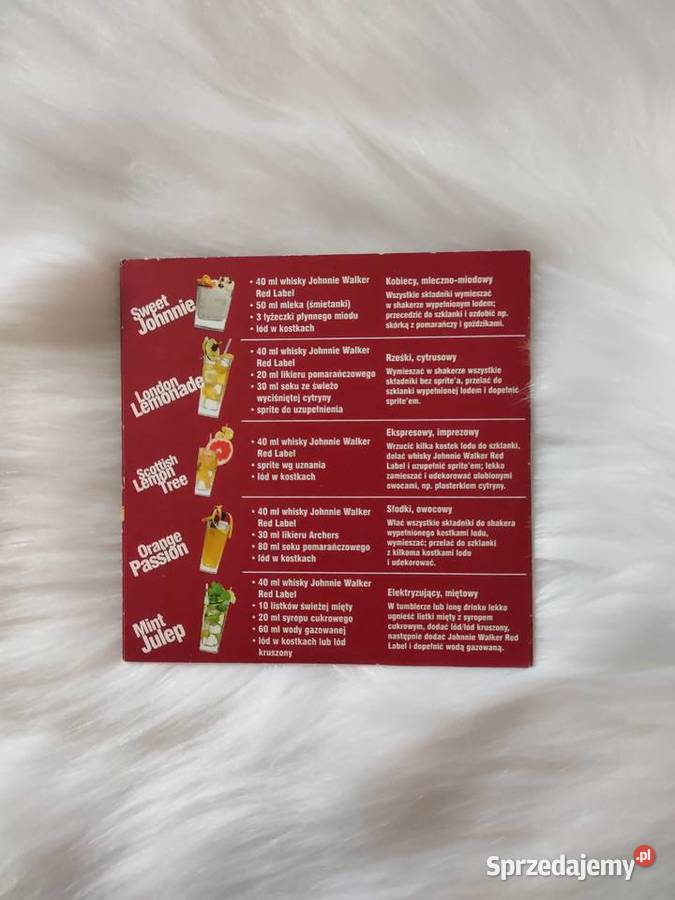 Sweet
Johnnie
• 40 ml whisky Johnnie Walker
Red Label
• 50 ml mleka (śmietanki)
• 3 łyżeczki płynnego miodu
• lód w kostkach
Kobiecy, mleczno-miodowy
Wszystkie składniki wymieszać
w shakerze wypełnionym lodem;
przecedzić do szklanki i ozdobić np.
skórką z pomarańczy i goździkami.
London
Lemonade
• 40 ml whisky Johnnie Walker
Red Label
• 20 ml likieru pomarańczowego
• 30 ml soku ze świeżo
wyciśniętej cytryny
• sprite do uzupełnienia
Rześki, cytrusowy
Wymieszać w shakerze wszystkie
składniki bez sprite'a, przelać do
szklanki wypełnionej lodem i dopełnić
sprite'em.
Scottish
Lemon
Tree
• 40 ml whisky Johnnie Walker
Red Label
• sprite wg uznania
• lód w kostkach
Ekspresowy, imprezowy
Wrzucić kilka kostek lodu do szklanki,
dolać whisky Johnnie Walker Red
Label i uzupełnić sprite'em; lekko
zamieszać i udekorować ulubionymi
owocami, np. plasterkiem cytryny.
Orange
Passion
• 40 ml whisky Johnnie Walker
Red Label
• 30 ml likieru Archers
• 80 ml soku pomarańczowego
• lód w kostkach
Słodki, owocowy
Wlać wszystkie składniki do shakera
wypełnionego kostkami lodu,
wymieszać; przelać do szklanki
z kilkoma kostkami lodu
i udekorować.
Mint
Julep
• 40 ml whisky Johnnie Walker
Red Label
• 10 listków świeżej mięty
• 20 ml syropu cukrowego
• 60 ml wody gazowanej
• lód w kostkach lub lód
kruszony
Elektryzujący, miętowy
W tumblerze lub long drinku lekko
ugnieść listki mięty z syropem
cukrowym, dodać lód/lód kruszony,
następnie dodać Johnnie Walker Red
Label i dopełnić wodą gazowaną.
Sprzedajemy.pl